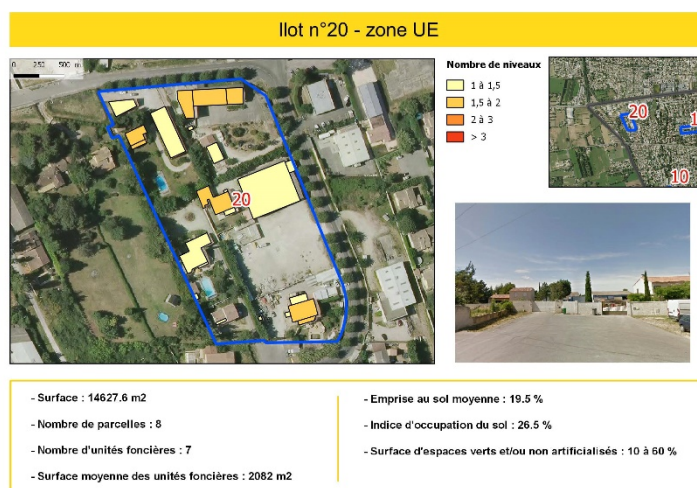 Ilot n°20 - zone UE
0 250 500 m
Nombre de niveaux
1 à 1,5
1,5 à 2
2 à 3
> 3
20
20
10
- Surface : 14627.6 m2
- Nombre de parcelles : 8
- Nombre d'unités foncières : 7
- Surface moyenne des unités foncières : 2082 m2
- Emprise au sol moyenne : 19.5 %
- Indice d'occupation du sol : 26.5 %
- Surface d'espaces verts et/ou non artificialisés : 10 à 60 %